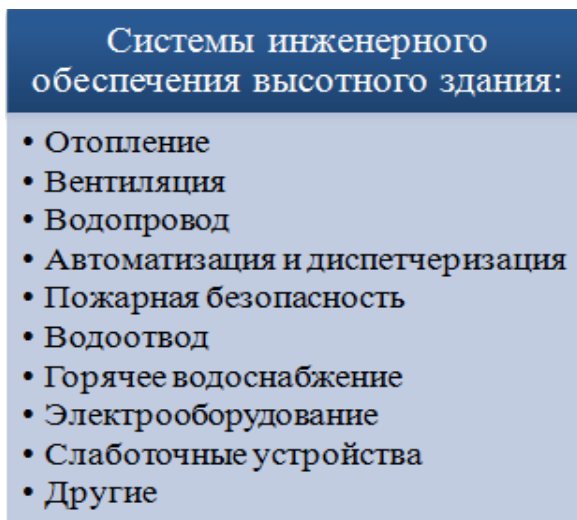 Системы инженерного
обеспечения высотного здания:
• Отопление
• Вентиляция
• Водопровод
• Автоматизация и диспетчеризация
• Пожарная безопасность
• Водоотвод
• Горячее водоснабжение
• Электрооборудование
• Слаботочные устройства
• Другие